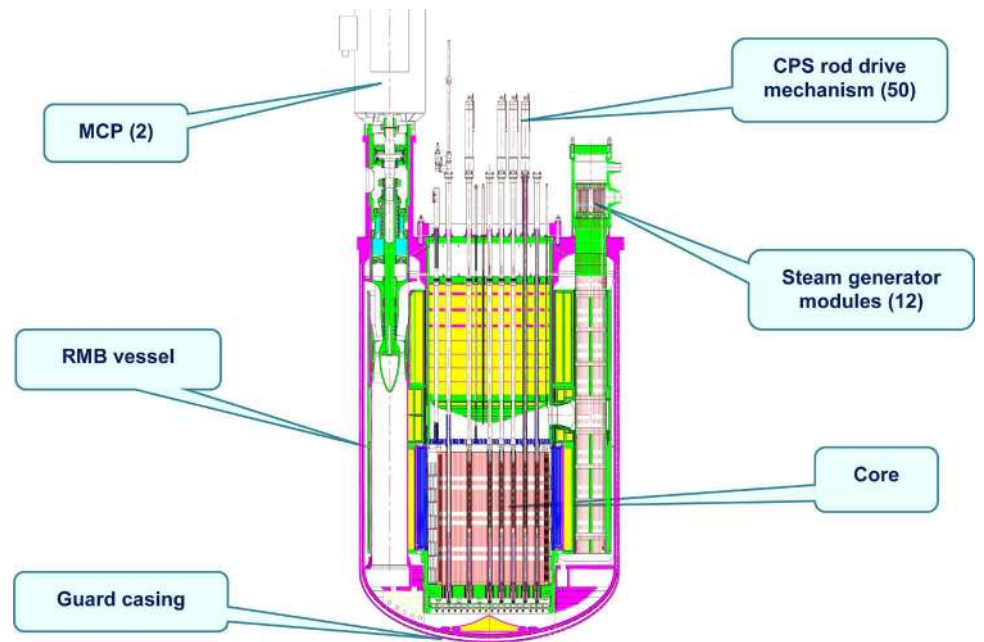 CPS rod drive
mechanism (50)
MCP (2)
Steam generator
modules (12)
RMB vessel
Core
Guard casing